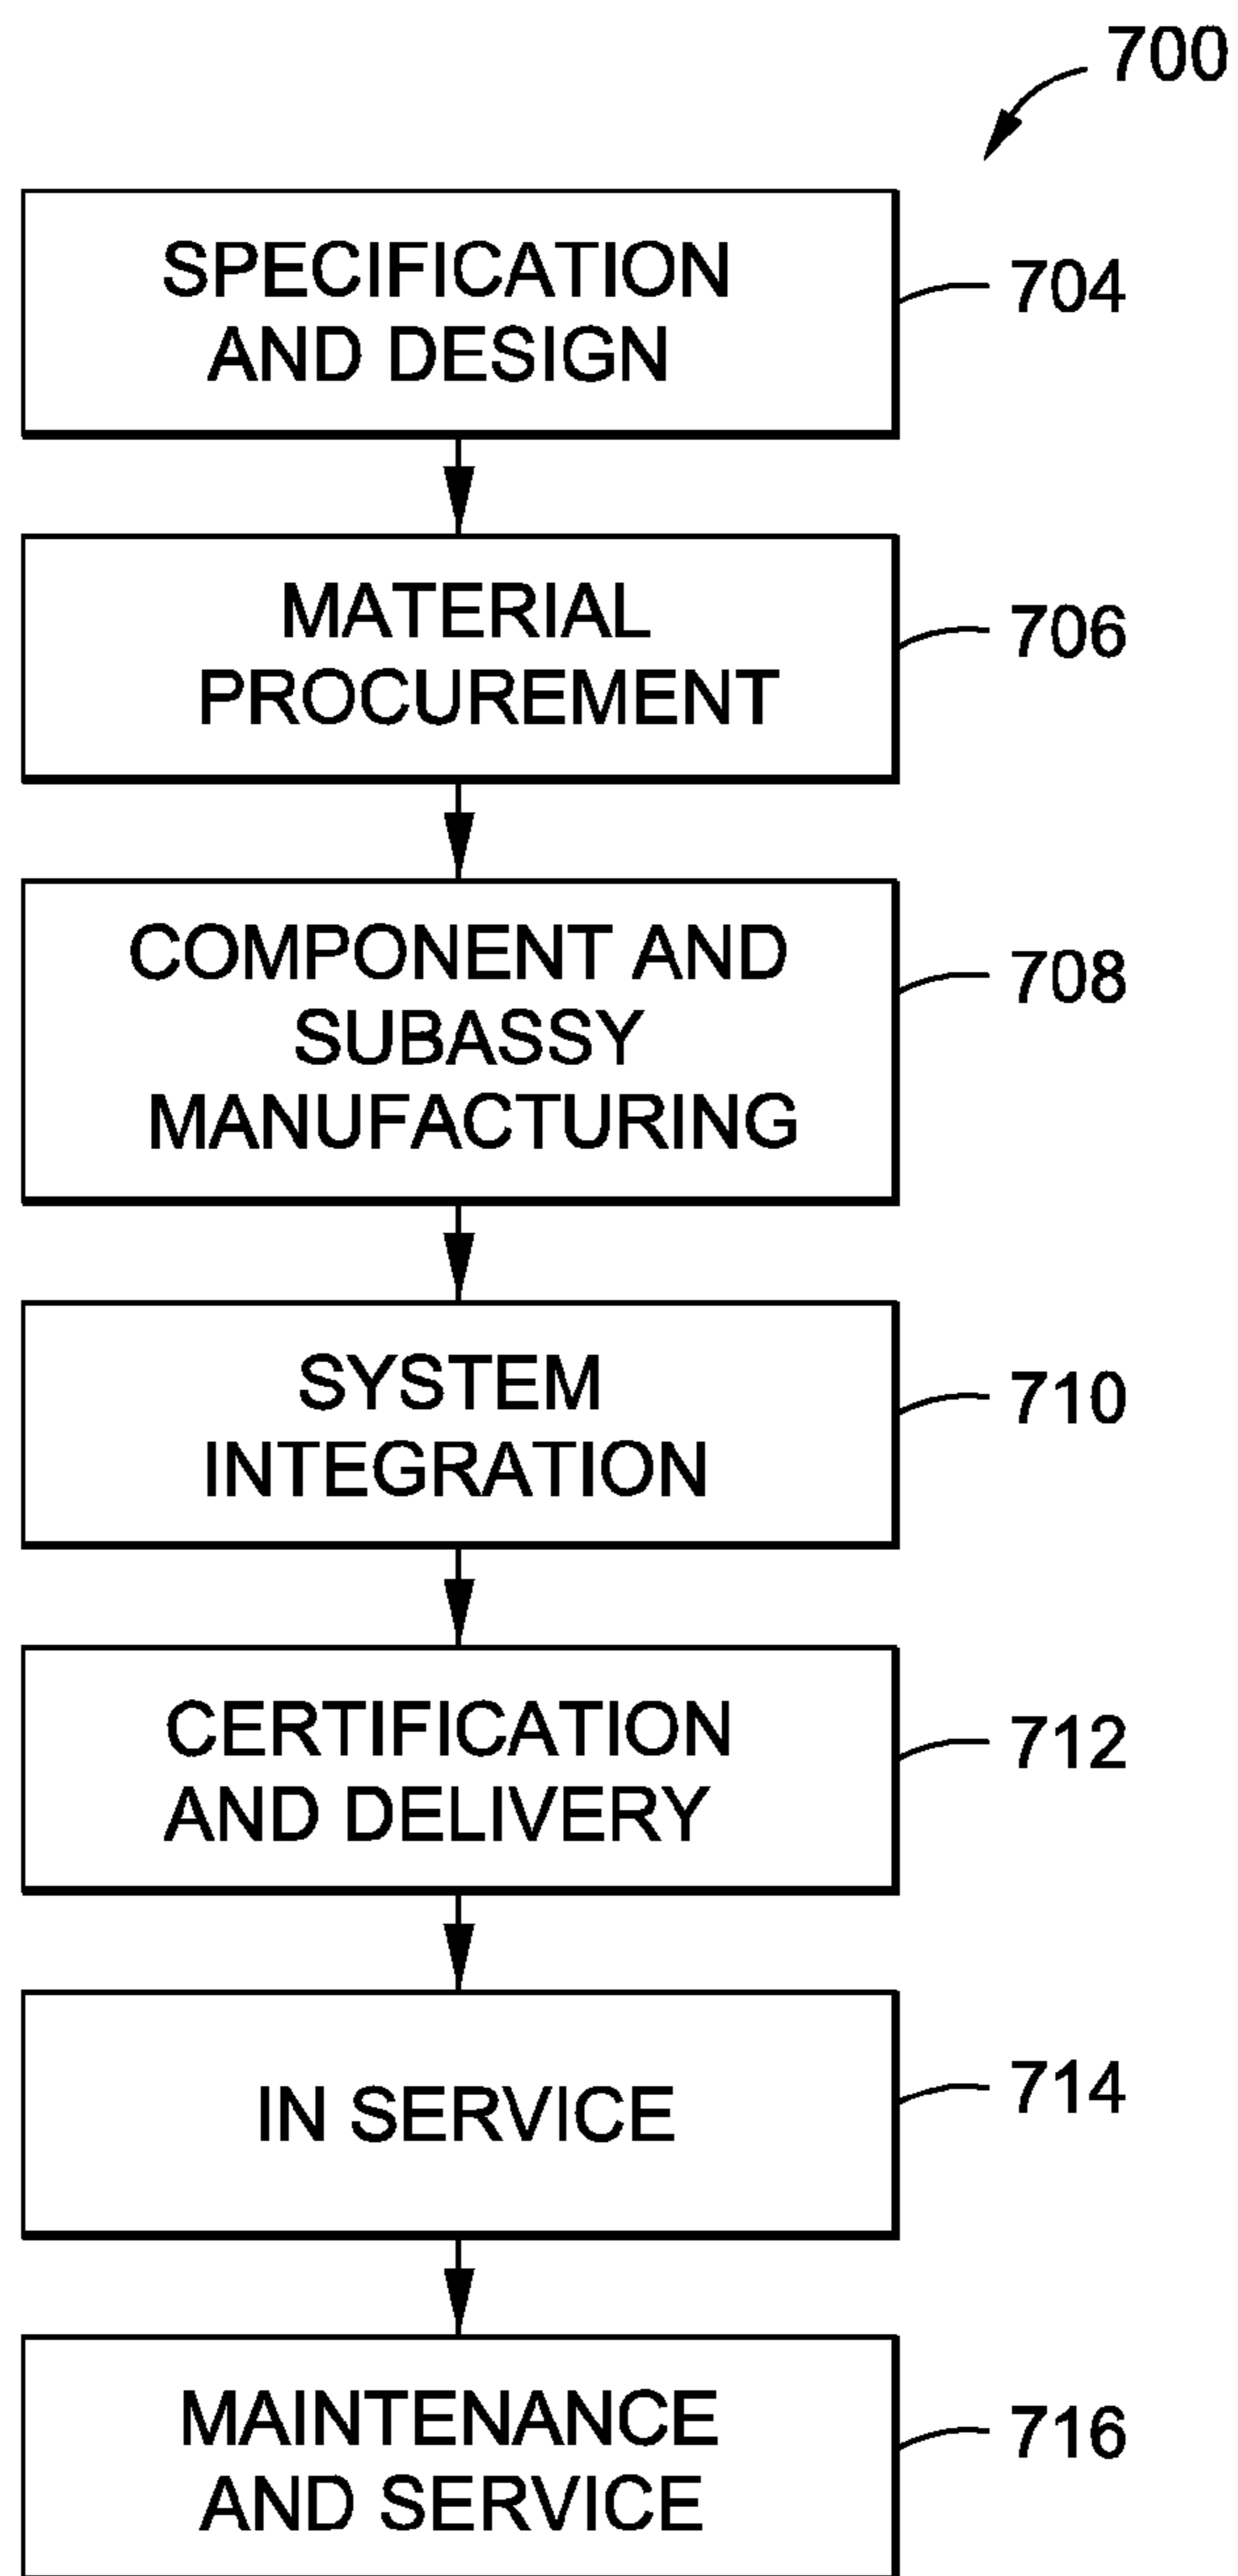 700
SPECIFICATION
AND DESIGN
704
MATERIAL
PROCUREMENT
706
COMPONENT AND
SUBASSY
MANUFACTURING
708
SYSTEM
INTEGRATION
710
CERTIFICATION
AND DELIVERY
712
IN SERVICE
714
MAINTENANCE
AND SERVICE
716